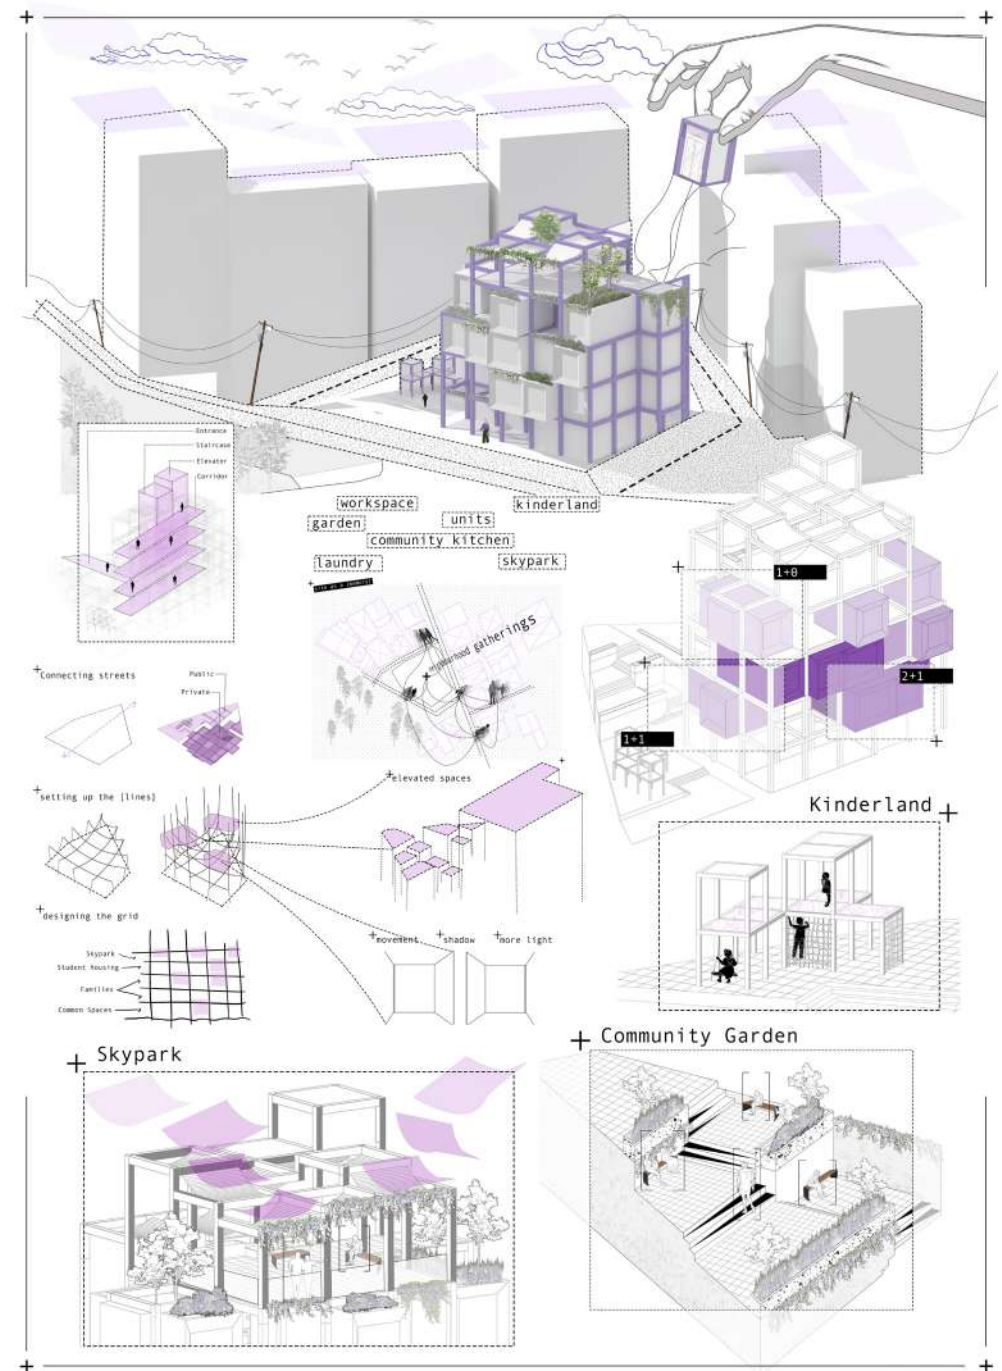 Entrance
Staircase
Elevator
Corridor
workspace
kinderland
garden
units
community kitchen
laundry
skypark
neighbourhood gatherings
1+0
2+1
1+1
Connecting streets
Public
Private
setting up the [lines]
elevated spaces
designing the grid
Skypark
Student Housing
Families
Common Spaces
movement
shadow
more light
Kinderland
Skypark
Community Garden